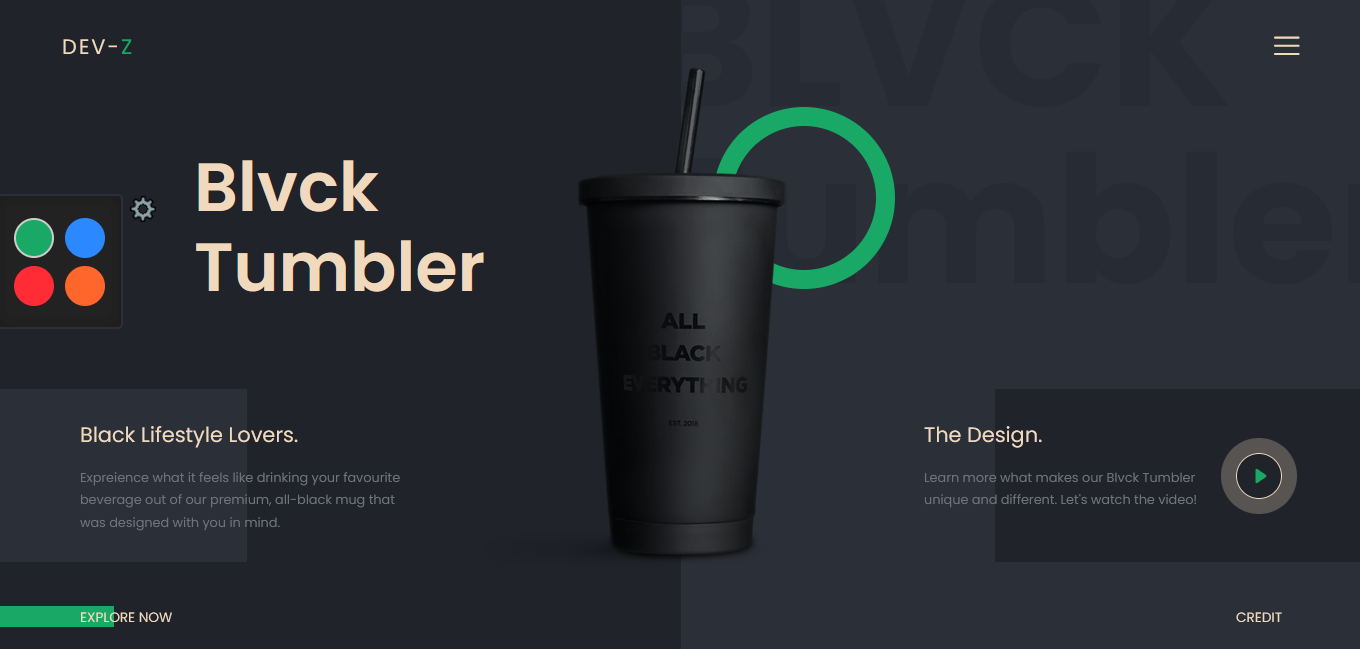 DEV-Z
BLVCK
Tumbler
Blvck
Tumbler
ALL
BLACK
EVERYTHING
EST. 2018
Black Lifestyle Lovers.
Expreience what it feels like drinking your favourite
beverage out of our premium, all-black mug that
was designed with you in mind.
The Design.
Learn more what makes our Blvck Tumbler
unique and different. Let's watch the video!
EXPLORE NOW
CREDIT